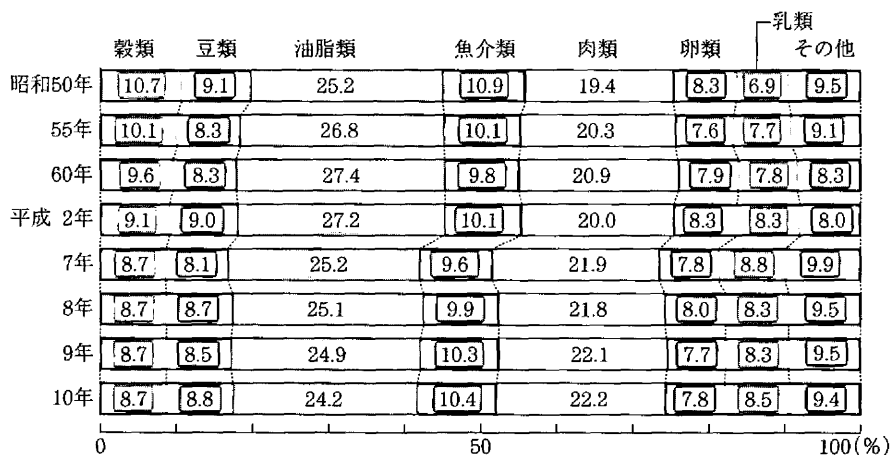 乳類
穀類 豆類 油脂類 魚介類 肉類 卵類 その他
昭和50年 10.7 9.1 25.2 10.9 19.4 8.3 6.9 9.5
55年 10.1 8.3 26.8 10.1 20.3 7.6 7.7 9.1
60年 9.6 8.3 27.4 9.8 20.9 7.9 7.8 8.3
平成 2年 9.1 9.0 27.2 10.1 20.0 8.3 8.3 8.0
7年 8.7 8.1 25.2 9.6 21.9 7.8 8.8 9.9
8年 8.7 8.7 25.1 9.9 21.8 8.0 8.3 9.5
9年 8.7 8.5 24.9 10.3 22.1 7.7 8.3 9.5
10年 8.7 8.8 24.2 10.4 22.2 7.8 8.5 9.4
0 50 100(%)